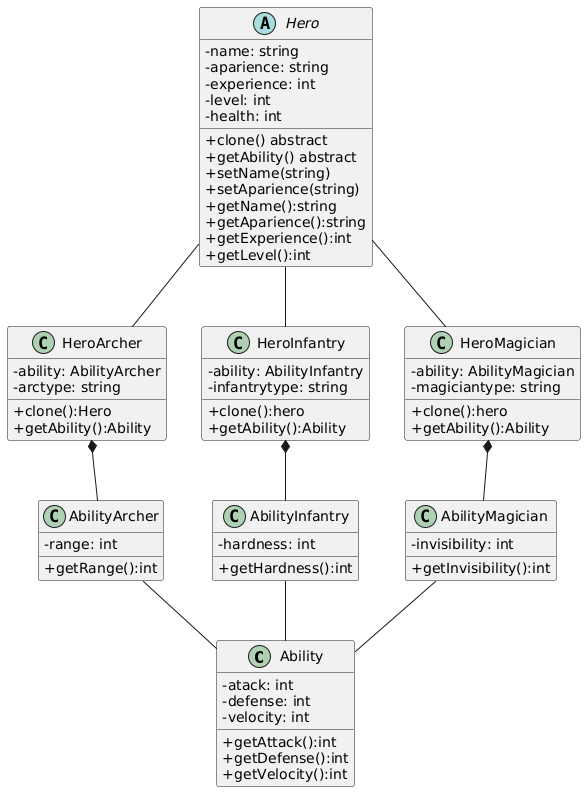 A Hero
-name: string
-aparience: string
-experience: int
-level: int
-health: int
+clone() abstract
+getAbility() abstract
+setName(string)
+setAparience(string)
+getName():string
+getAparience():string
+getExperience():int
+getLevel():int
C HeroArcher
-ability: AbilityArcher
-arctype: string
+clone():Hero
+getAbility():Ability
C HeroInfantry
-ability: AbilityInfantry
-infantrytype: string
+clone():hero
+getAbility():Ability
C HeroMagician
-ability: AbilityMagician
-magiciantype: string
+clone():hero
+getAbility():Ability
C AbilityArcher
-range: int
+getRange():int
C AbilityInfantry
-hardness: int
+getHardness():int
C AbilityMagician
-invisibility: int
+getInvisibility():int
C Ability
-atack: int
-defense: int
-velocity: int
+getAttack():int
+getDefense():int
+getVelocity():int